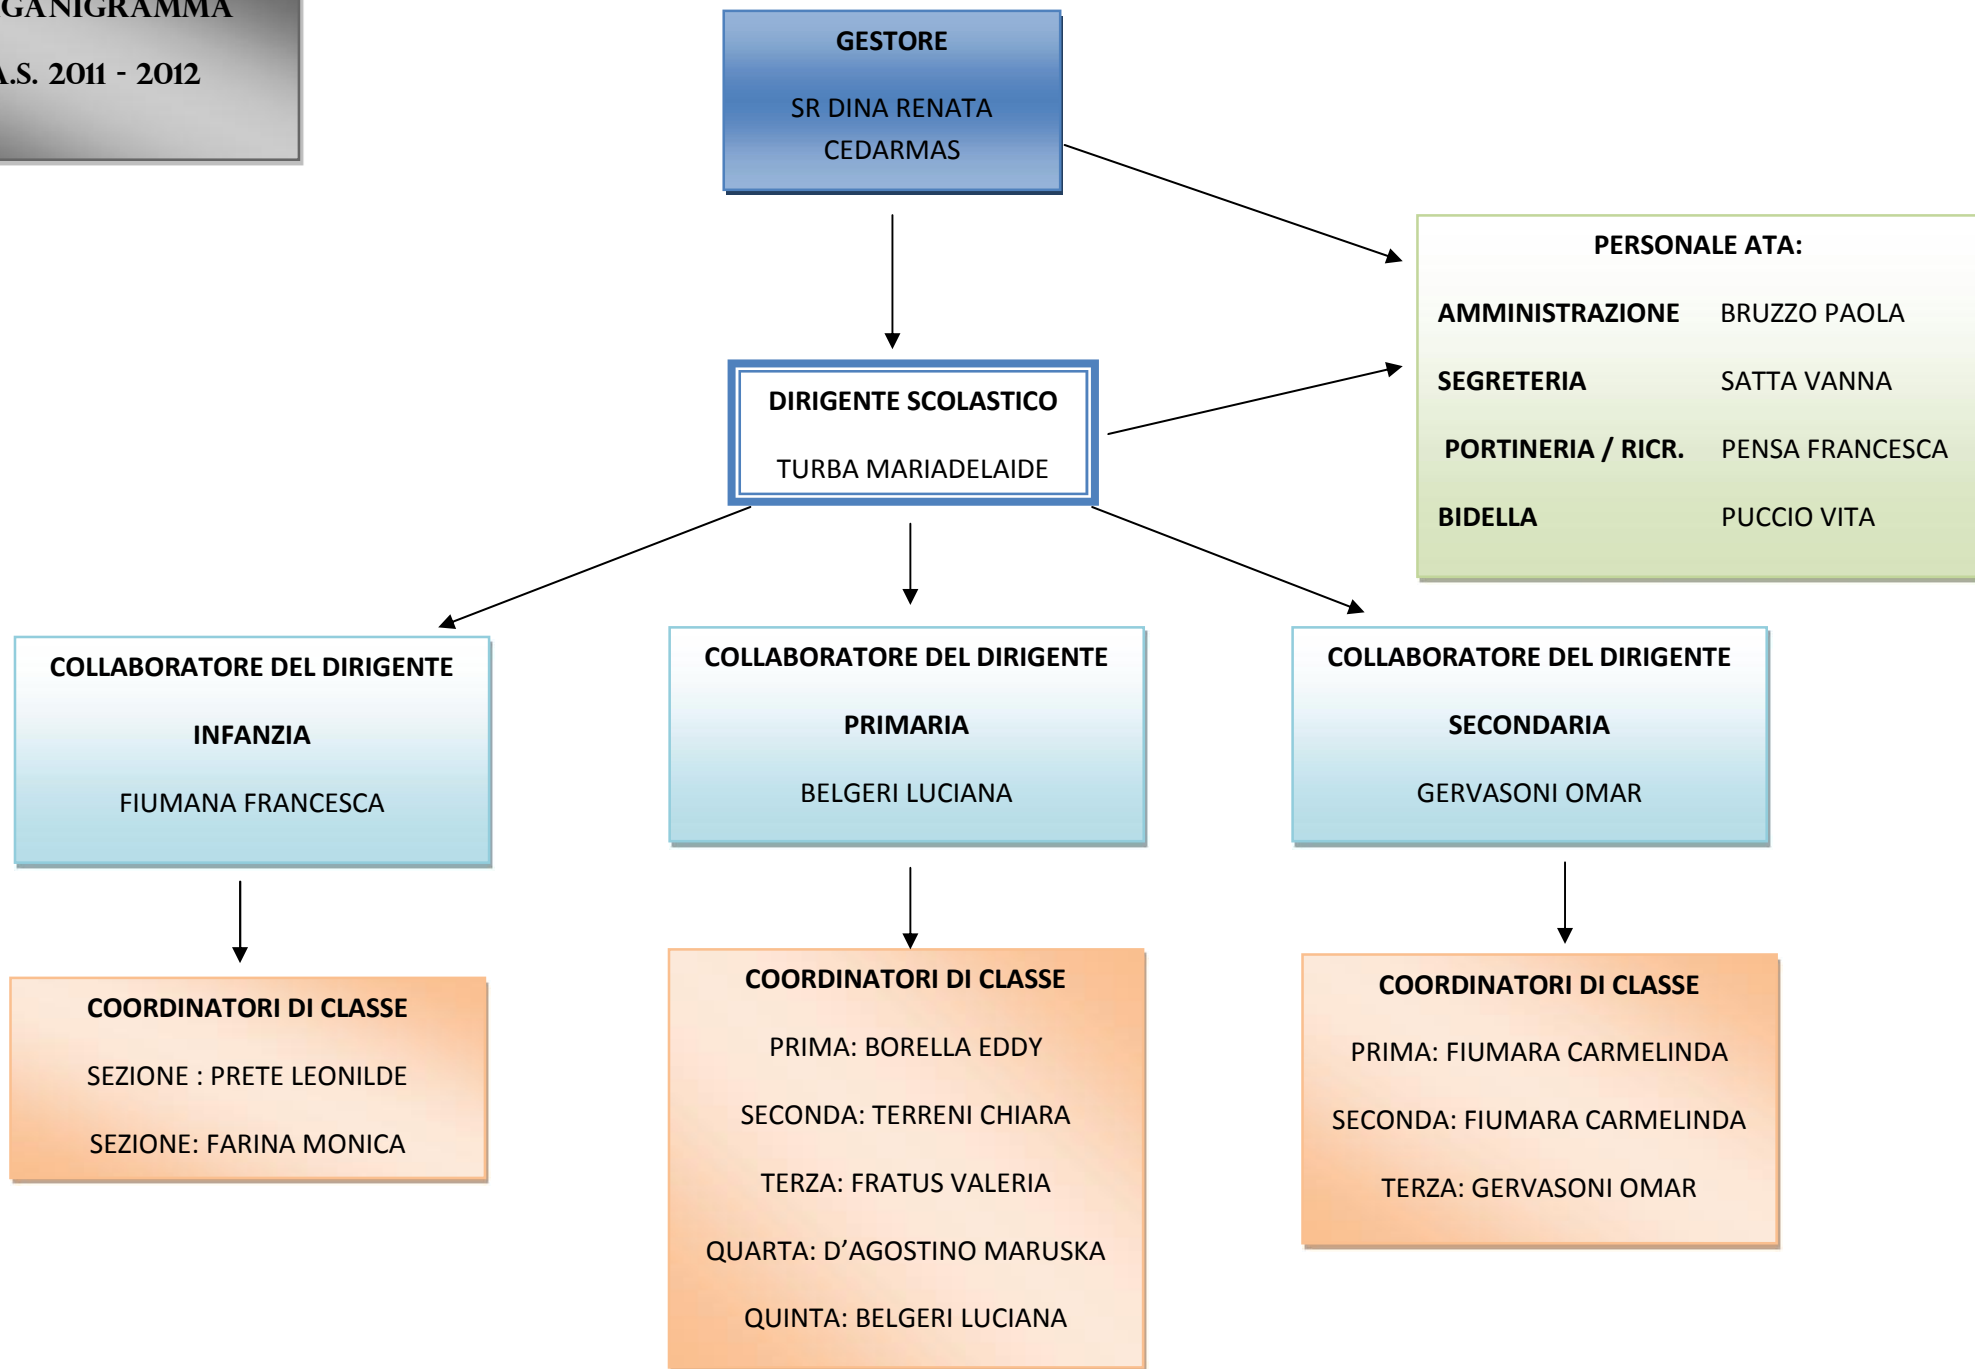 A.S. 2011 - 2012
GESTORE
SR DINA RENATA
CEDARMAS
PERSONALE ATA:
AMMINISTRAZIONE BRUZZO PAOLA
SEGRETERIA SATTA VANNA
PORTINERIA / RICR. PENSA FRANCESCA
BIDELLA PUCCIO VITA
DIRIGENTE SCOLASTICO
TURBA MARIADELAIDE
COLLABORATORE DEL DIRIGENTE
INFANZIA
FIUMANA FRANCESCA
COLLABORATORE DEL DIRIGENTE
PRIMARIA
BELGERI LUCIANA
COLLABORATORE DEL DIRIGENTE
SECONDARIA
GERVASONI OMAR
COORDINATORI DI CLASSE
SEZIONE : PRETE LEONILDE
SEZIONE: FARINA MONICA
COORDINATORI DI CLASSE
PRIMA: BORELLA EDDY
SECONDA: TERRENI CHIARA
TERZA: FRATUS VALERIA
QUARTA: D’AGOSTINO MARUSKA
QUINTA: BELGERI LUCIANA
COORDINATORI DI CLASSE
PRIMA: FIUMARA CARMELINDA
SECONDA: FIUMARA CARMELINDA
TERZA: GERVASONI OMAR